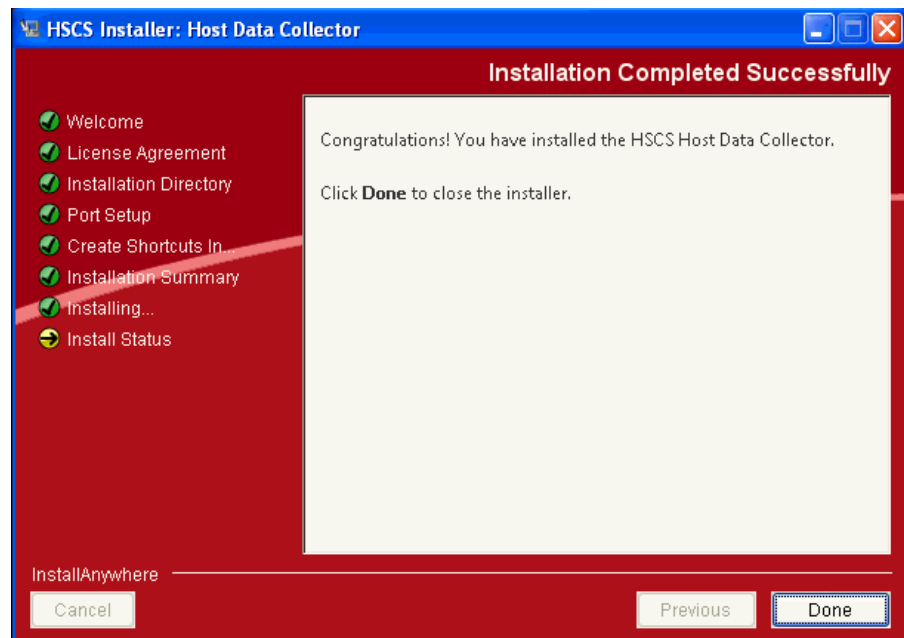 HSCS Installer: Host Data Collector
Installation Completed Successfully
Welcome
License Agreement
Installation Directory
Port Setup
Create Shortcuts In...
Installation Summary
Installing...
Install Status
Congratulations! You have installed the HSCS Host Data Collector.
Click Done to close the installer.
InstallAnywhere
Cancel
Previous
Done